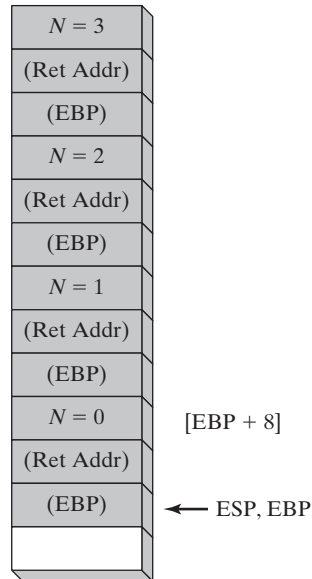 N = 3
(Ret Addr)
(EBP)
N = 2
(Ret Addr)
(EBP)
N = 1
(Ret Addr)
(EBP)
N = 0 [EBP + 8]
(Ret Addr)
(EBP) ESP, EBP